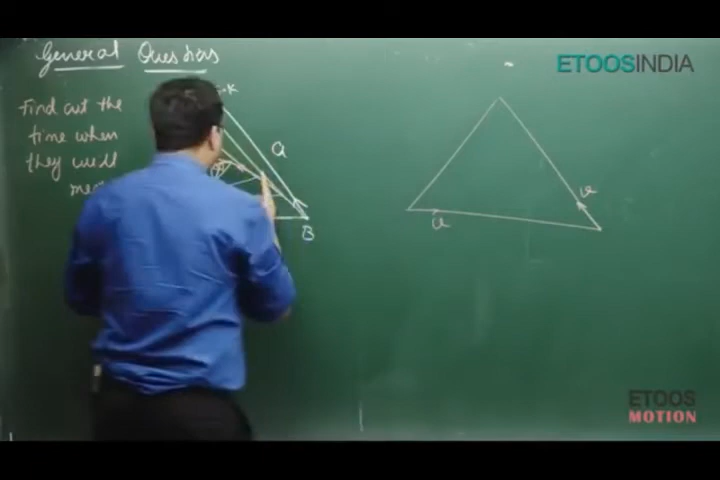 General Questions
ETOOSINDIA
Find out the
time when
they will
a
B
v
v
ETOOS
MOTION